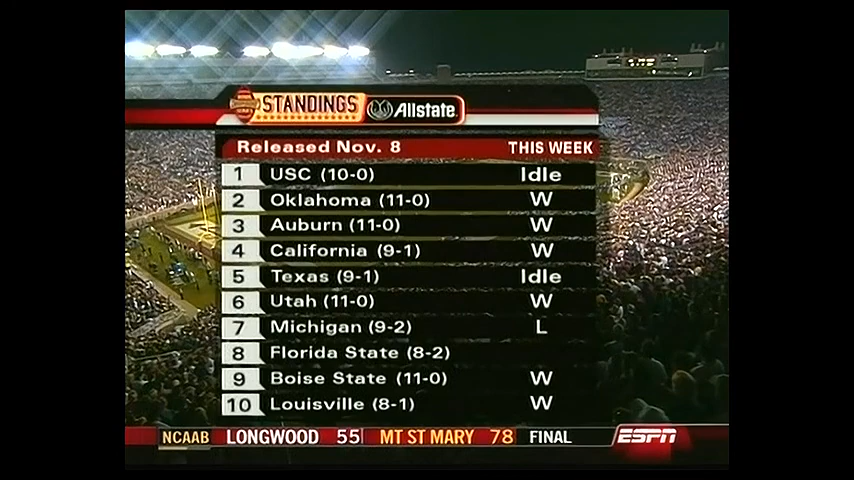 STANDINGS Allstate.
Released Nov. 8 THIS WEEK
1 USC (10-0) Idle
2 Oklahoma (11-0) W
3 Auburn (11-0) W
4 California (9-1) W
5 Texas (9-1) Idle
6 Utah (11-0) W
7 Michigan (9-2) L
8 Florida State (8-2)
9 Boise State (11-0) W
10 Louisville (8-1) W
NCAAB LONGWOOD 55 MT ST MARY 78 FINAL ESPN